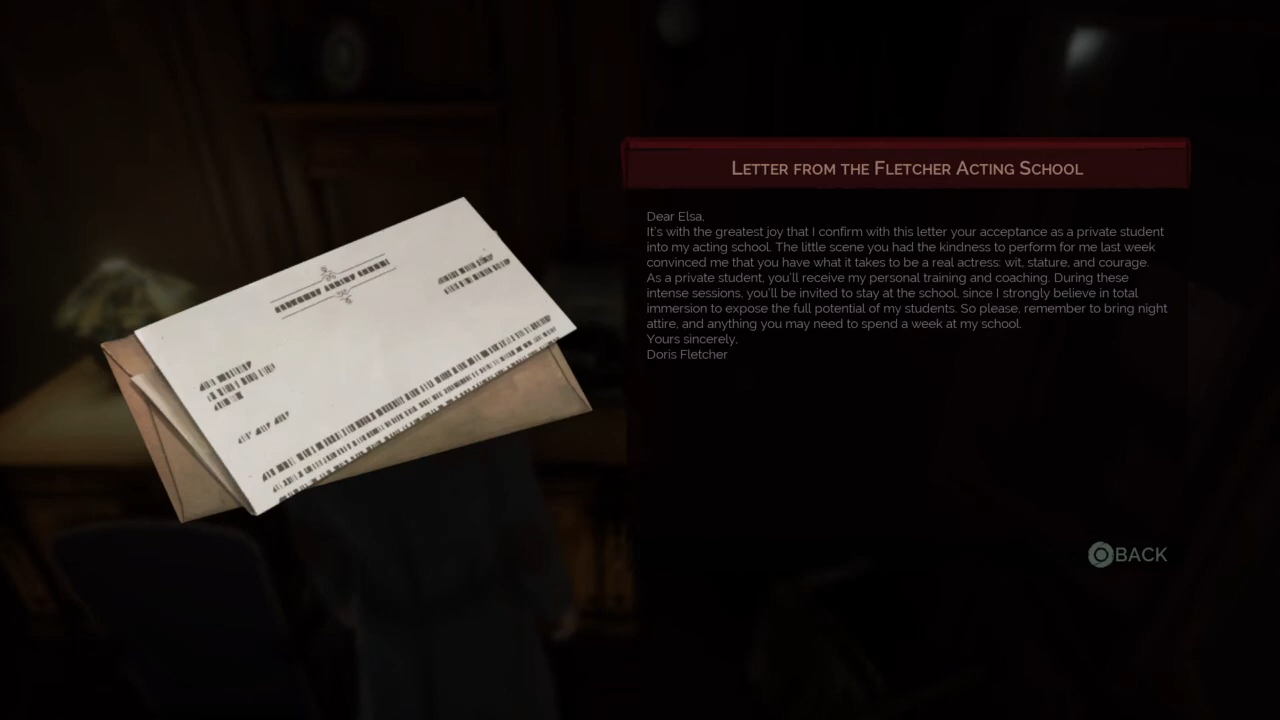 LETTER FROM THE FLETCHER ACTING SCHOOL
Dear Elsa,
It's with the greatest joy that I confirm with this letter your acceptance as a private student
into my acting school. The little scene you had the kindness to perform for me last week
convinced me that you have what it takes to be a real actress: wit, stature, and courage.
As a private student, you'll receive my personal training and coaching. During these
intense sessions, you'll be invited to stay at the school, since I strongly believe in total
immersion to expose the full potential of my students. So please, remember to bring night
attire, and anything you may need to spend a week at my school.
Yours sincerely,
Doris Fletcher
BACK